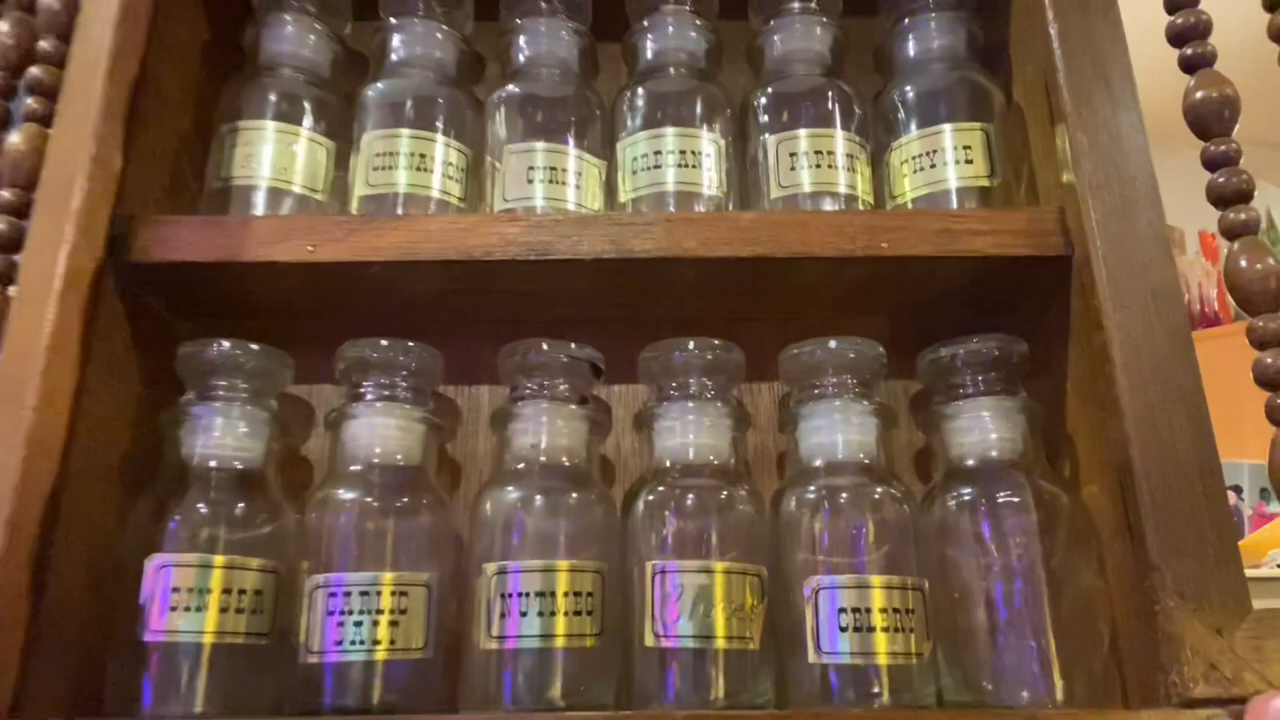 CINNAMON
CURRY
OREGANO
PAPRIKA
THYME
GINGER
GARLIC
SALT
NUTMEG
CELERY